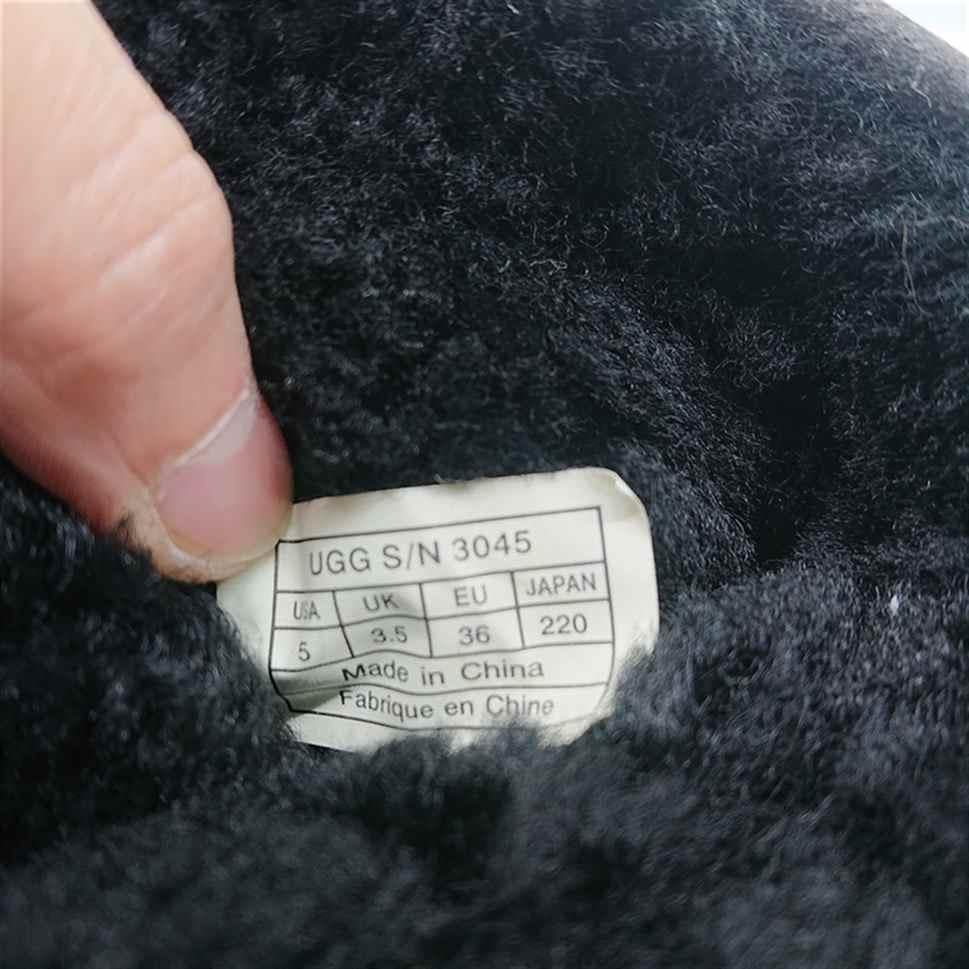 UGG S/N 3045
USA UK EU JAPAN
5 3.5 36 220
Made in China
Fabrique en Chine